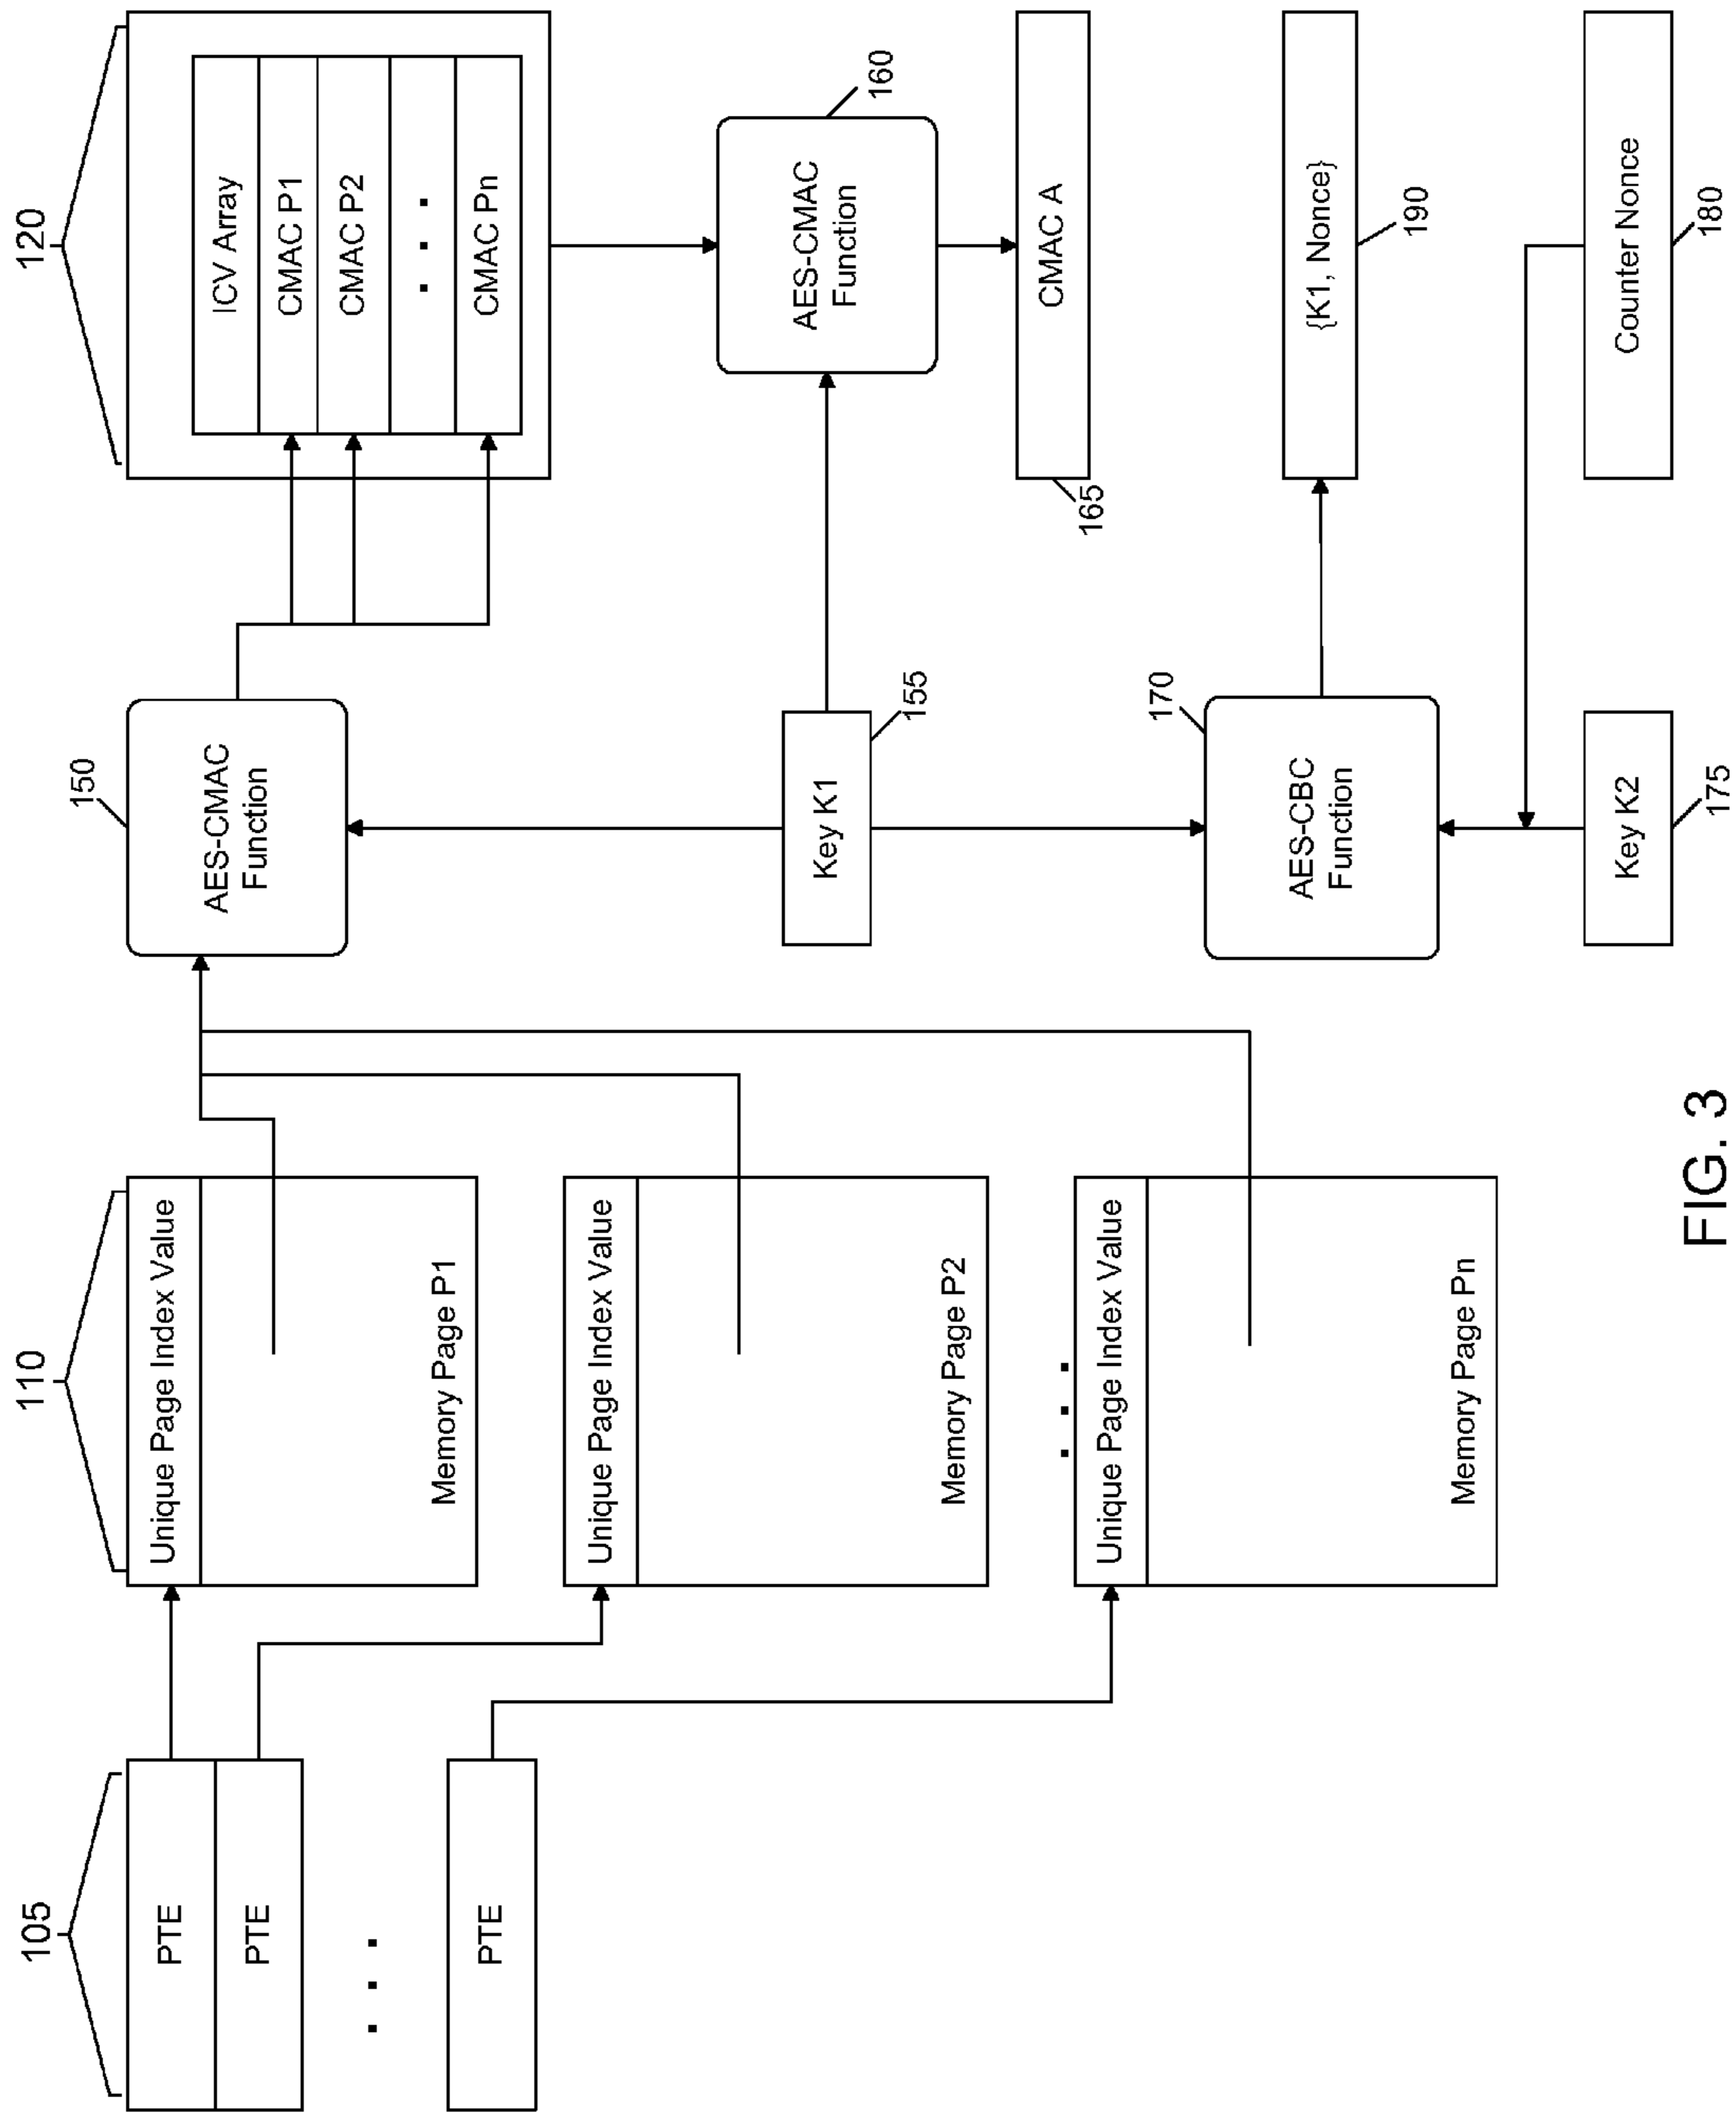 105
PTE
PTE
. . .
PTE
110
Unique Page Index Value
Memory Page P1
Unique Page Index Value
Memory Page P2
. . .
Unique Page Index Value
Memory Page Pn
150
AES-CMAC
Function
Key K1
155
170
AES-CBC
Function
Key K2
175
120
ICV Array
CMAC P1
CMAC P2
. . .
CMAC Pn
AES-CMAC
Function
160
CMAC A
165
{K1, Nonce}
190
Counter Nonce
180
FIG. 3